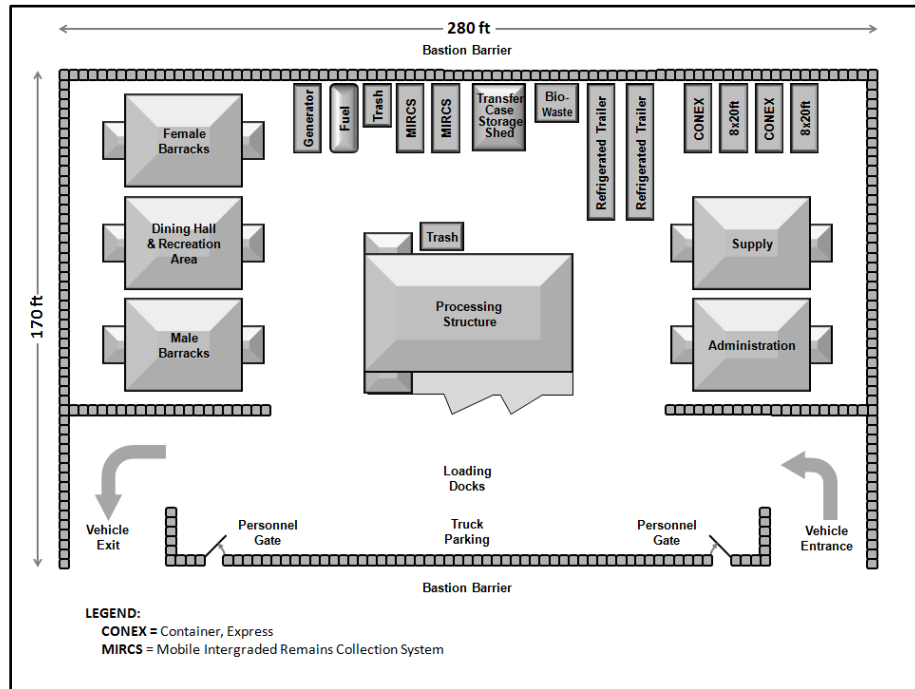 280 ft
Bastion Barrier
170 ft
Female
Barracks
Generator
Fuel
Trash
MIRCS
MIRCS
Transfer
Case
Storage
Shed
Bio-
Waste
Refrigerated Trailer
Refrigerated Trailer
CONEX
8x20ft
CONEX
8x20ft
Dining Hall
& Recreation
Area
Trash
Supply
Male
Barracks
Processing
Structure
Administration
Loading
Docks
Vehicle
Exit
Personnel
Gate
Truck
Parking
Personnel
Gate
Vehicle
Entrance
Bastion Barrier
LEGEND:
CONEX = Container, Express
MIRCS = Mobile Intergraded Remains Collection System